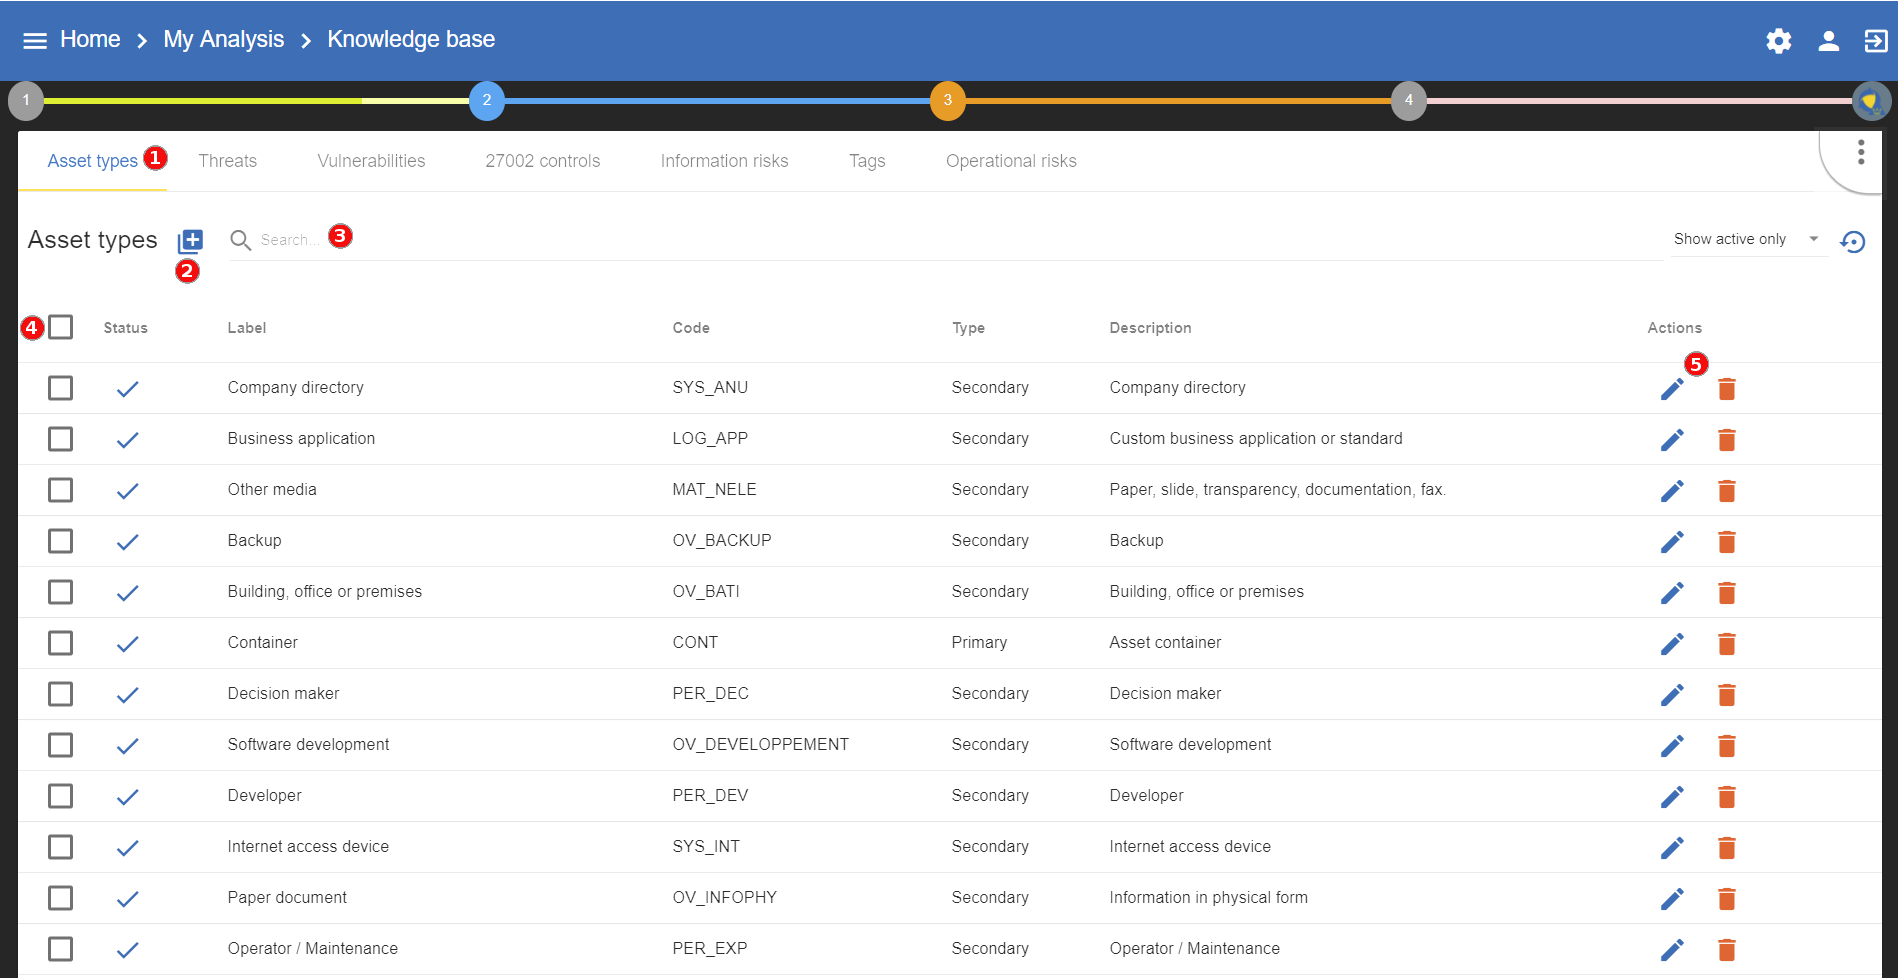 Home > My Analysis > Knowledge base
1 2 3 4
Asset types 1 Threats Vulnerabilities 27002 controls Information risks Tags Operational risks
Asset types Search... 3 Show active only
2
4 Status Label Code Type Description Actions
5
Company directory SYS_ANU Secondary Company directory
Business application LOG_APP Secondary Custom business application or standard
Other media MAT_NELE Secondary Paper, slide, transparency, documentation, fax.
Backup OV_BACKUP Secondary Backup
Building, office or premises OV_BATI Secondary Building, office or premises
Container CONT Primary Asset container
Decision maker PER_DEC Secondary Decision maker
Software development OV_DEVELOPPEMENT Secondary Software development
Developer PER_DEV Secondary Developer
Internet access device SYS_INT Secondary Internet access device
Paper document OV_INFOPHY Secondary Information in physical form
Operator / Maintenance PER_EXP Secondary Operator / Maintenance